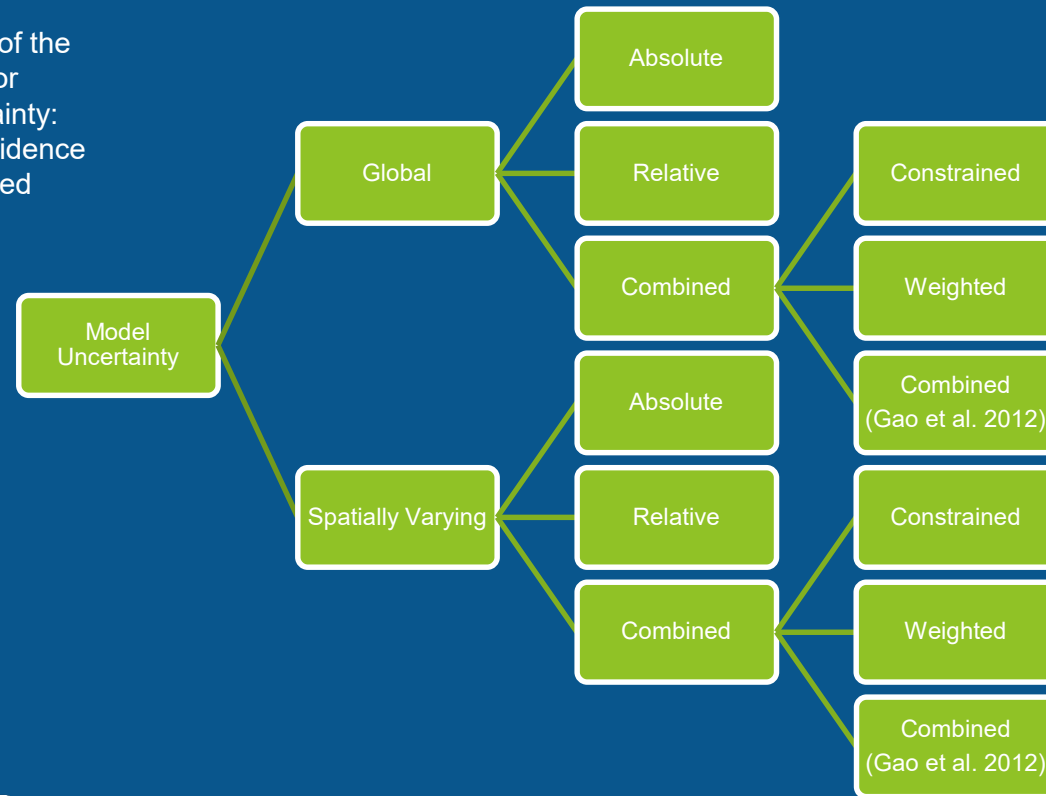 of the
or
ainty:
idence
ed
Model
Uncertainty
Global
Absolute
Relative
Combined
Constrained
Weighted
Combined
(Gao et al. 2012)
Spatially Varying
Absolute
Relative
Combined
Constrained
Weighted
Combined
(Gao et al. 2012)